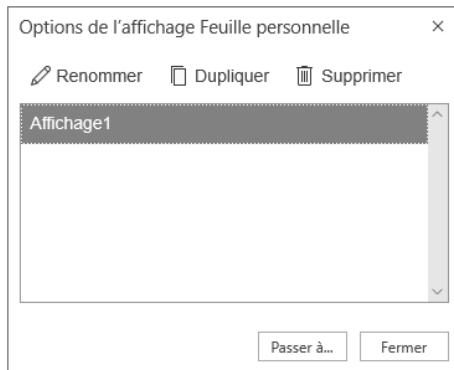 Options de l'affichage Feuille personnelle
Renommer Dupliquer Supprimer
Affichage1
Passer à... Fermer